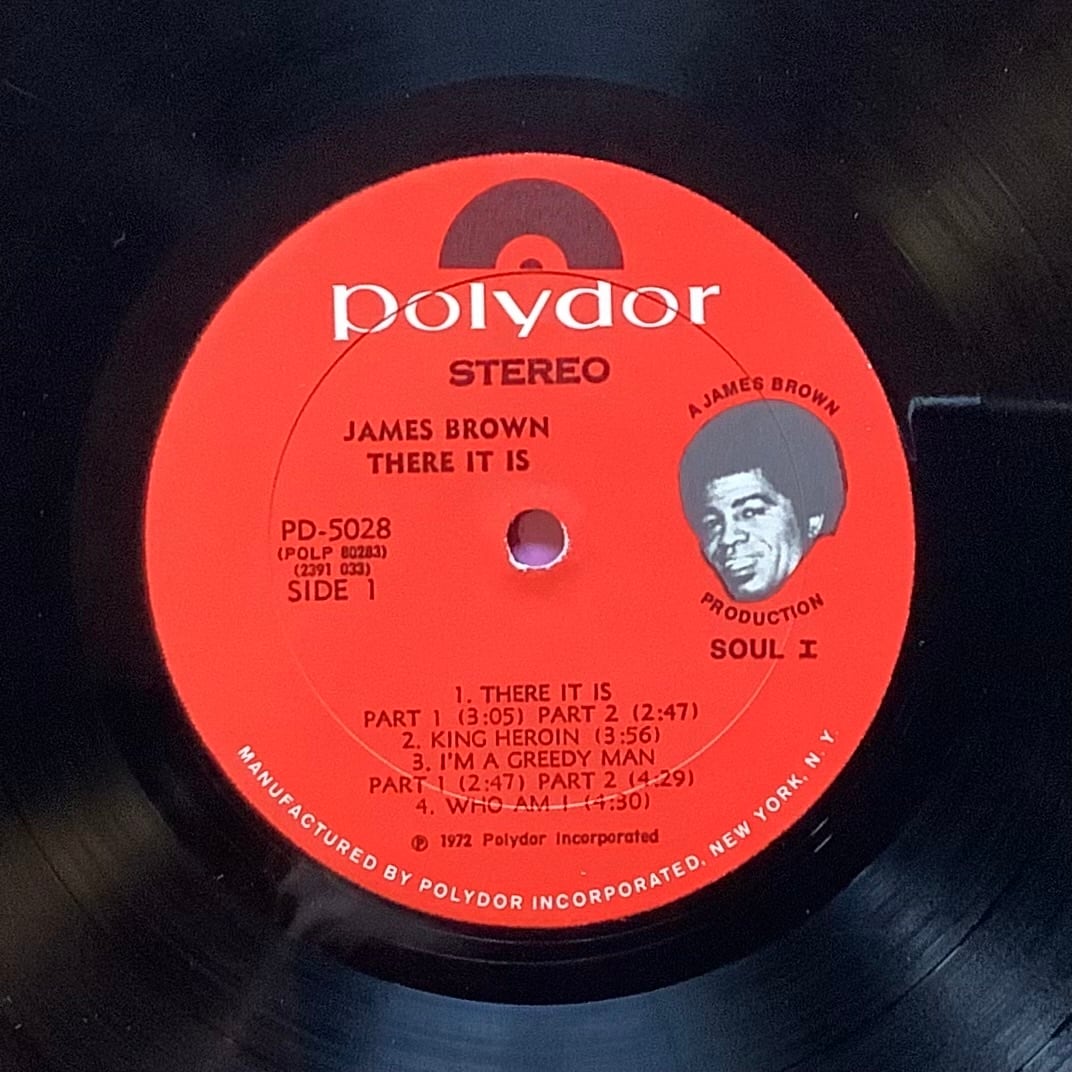 polydor
STEREO
JAMES BROWN
THERE IT IS
PD-5028
(POLP 80283)
(2391 033)
SIDE 1
A JAMES BROWN
PRODUCTION
SOUL I
1. THERE IT IS
PART 1 (3:05) PART 2 (2:47)
2. KING HEROIN (3:56)
3. I'M A GREEDY MAN
PART 1 (2:47) PART 2 (4:29)
4. WHO AM I (4:30)
℗ 1972 Polydor Incorporated
MANUFACTURED BY POLYDOR INCORPORATED, NEW YORK, N. Y